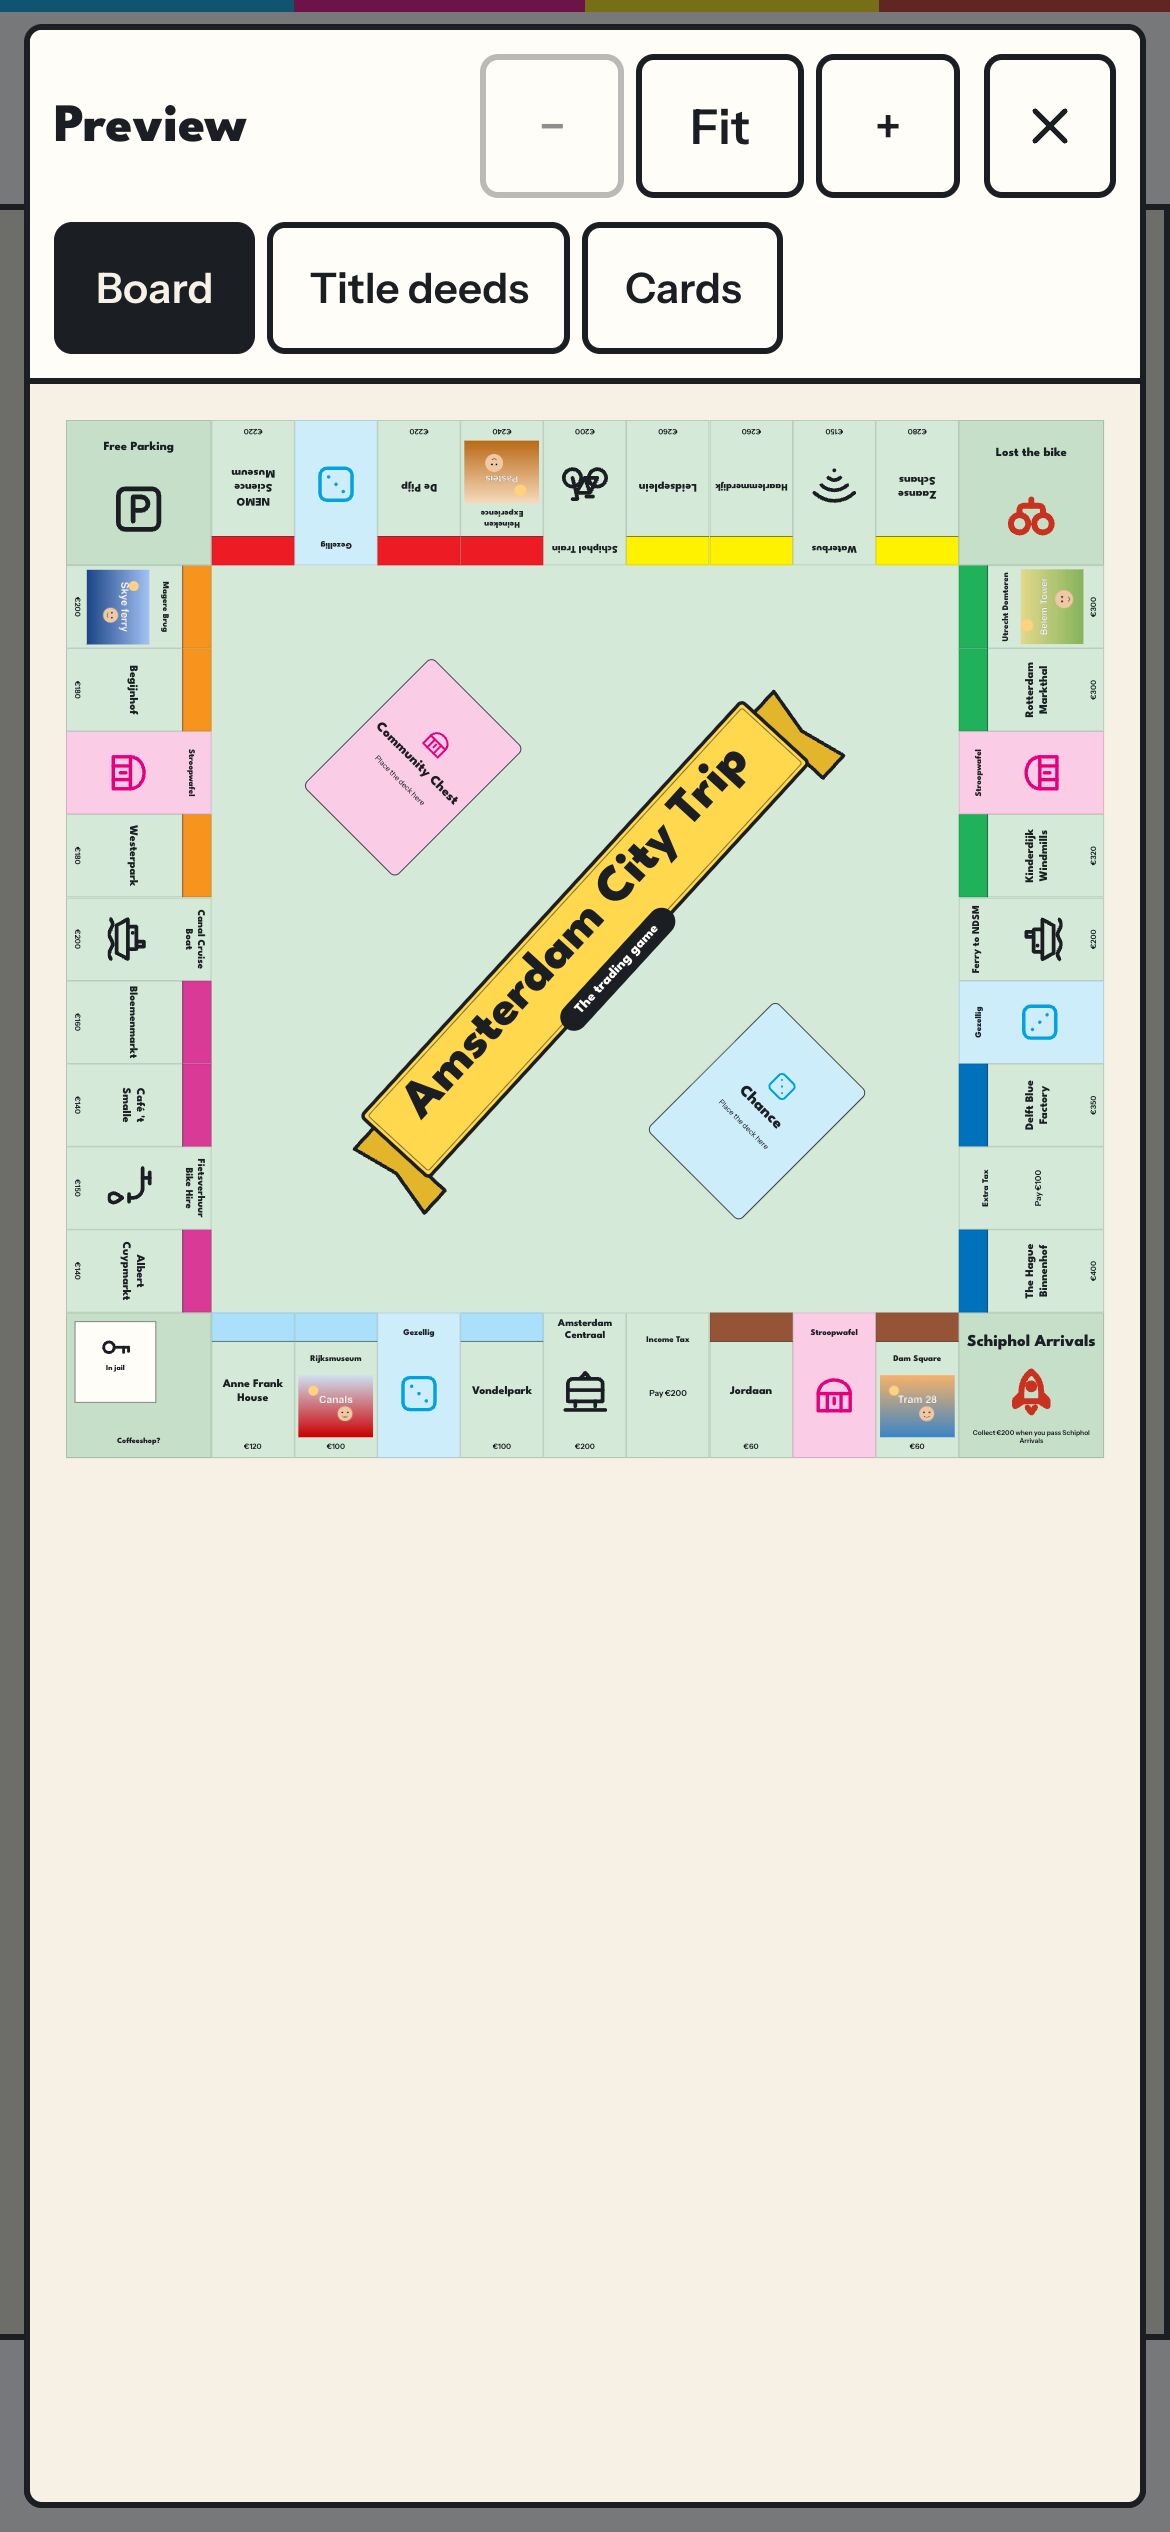 Preview
−
Fit
+
Board
Title deeds
Cards
Free Parking
P
€220
NEMO
Science
Museum
Gezellig
€220
De Pijp
€240
Pasteis
Heineken
Experience
€200
Schiphol Train
€260
Leidseplein
€260
Haarlemmerdijk
€150
Waterbus
€280
Zaanse
Schans
Lost the bike
€200
Skye ferry
Magere Brug
€180
Begijnhof
Stroopwafel
€180
Westerpark
€200
Canal Cruise
Boat
€160
Bloemenmarkt
€140
Café 't
Smalle
€150
Fietsverhuur
Bike Hire
€140
Albert
Cuypmarkt
Utrecht Domtoren
Belem Tower
€300
Rotterdam
Markthal
€300
Stroopwafel
Kinderdijk
Windmills
€320
Ferry to NDSM
€200
Gezellig
Delft Blue
Factory
€350
Extra Tax
Pay €100
The Hague
Binnenhof
€400
Community Chest
Place the deck here
Amsterdam City Trip
The trading game
Chance
Place the deck here
In jail
Coffeeshop?
Anne Frank
House
€120
Rijksmuseum
Canals
€100
Gezellig
Vondelpark
€100
Amsterdam
Centraal
€200
Income Tax
Pay €200
Jordaan
€60
Stroopwafel
Dam Square
Tram 28
€60
Schiphol Arrivals
Collect €200 when you pass Schiphol
Arrivals